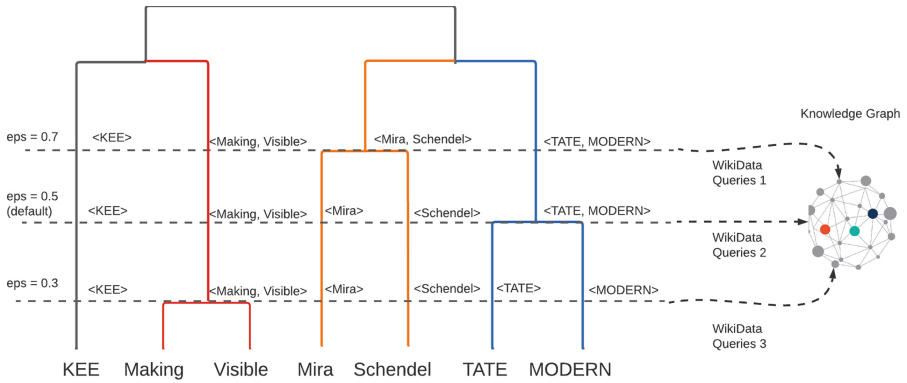 Knowledge Graph
eps = 0.7 <KEE> <Making, Visible> <Mira, Schendel> <TATE, MODERN>
WikiData
Queries 1
eps = 0.5
(default) <KEE> <Making, Visible> <Mira> <Schendel> <TATE, MODERN>
WikiData
Queries 2
eps = 0.3 <KEE> <Making, Visible> <Mira> <Schendel> <TATE> <MODERN>
WikiData
Queries 3
KEE Making Visible Mira Schendel TATE MODERN